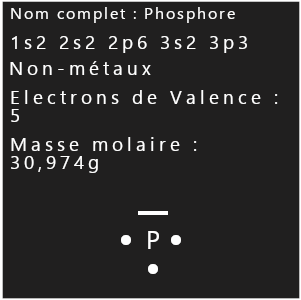 Nom complet : Phosphore
1s2 2s2 2p6 3s2 3p3
Non-métaux
Electrons de Valence :
5
Masse molaire :
30,974g
P